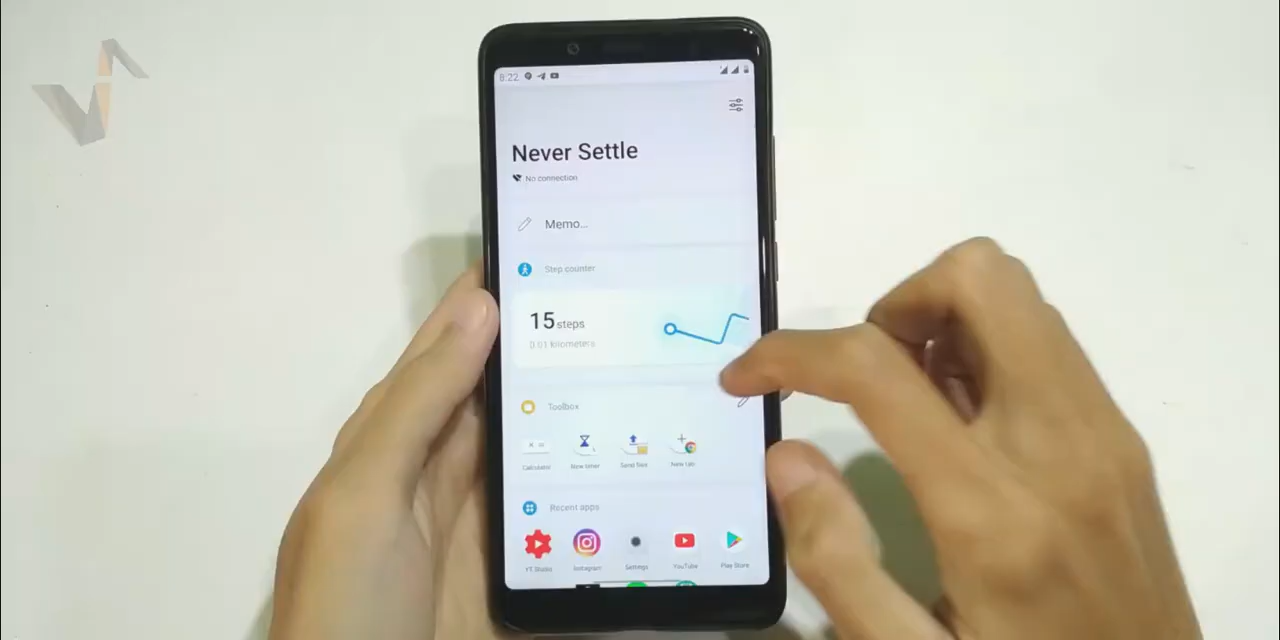 8:22
Never Settle
No connection
Memo...
Step counter
15 steps
0.01 kilometers
Toolbox
Calculator New timer Send files New tab
Recent apps
YT Studio Instagram Settings YouTube Play Store